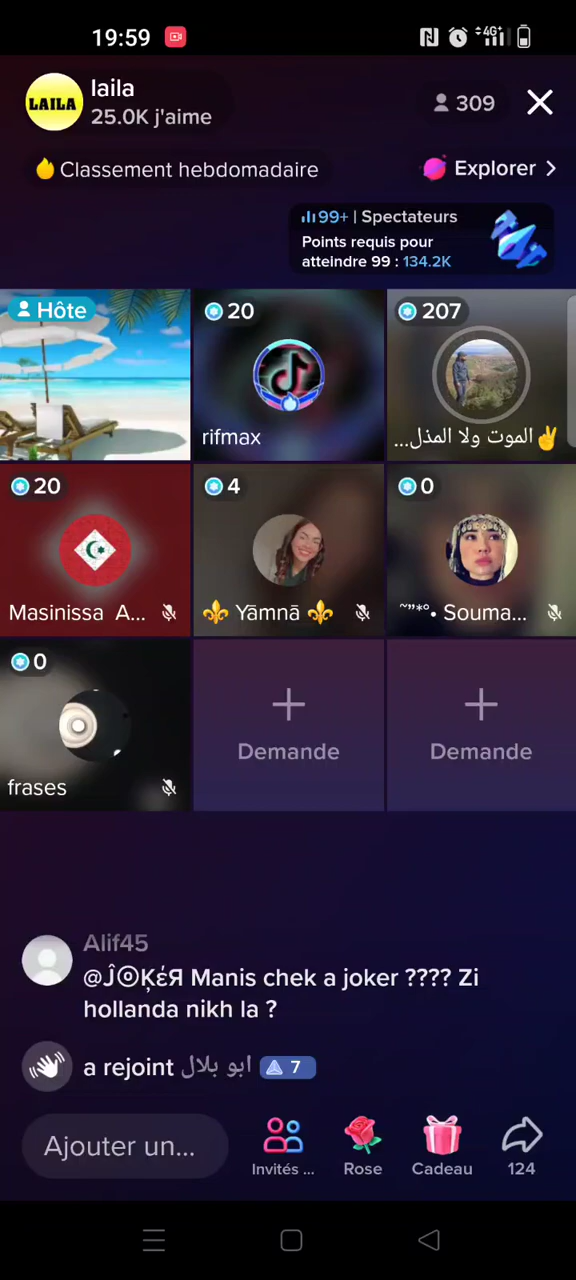 19:59
4G+
LAILA
laila
25.0K j'aime
309
Classement hebdomadaire
Explorer
99+ | Spectateurs
Points requis pour
atteindre 99 : 134.2K
Hôte
20
207
rifmax
الموت ولا المذل...
20
4
0
Masinissa A...
⚜️ Yāmnā ⚜️
~”*°• Souma...
0
frases
Demande
Demande
Alif45
@ĴⓄĶέЯ Manis chek a joker ???? Zi
hollanda nikh la ?
a rejoint ابو بلال 7
Ajouter un...
Invités ...
Rose
Cadeau
124